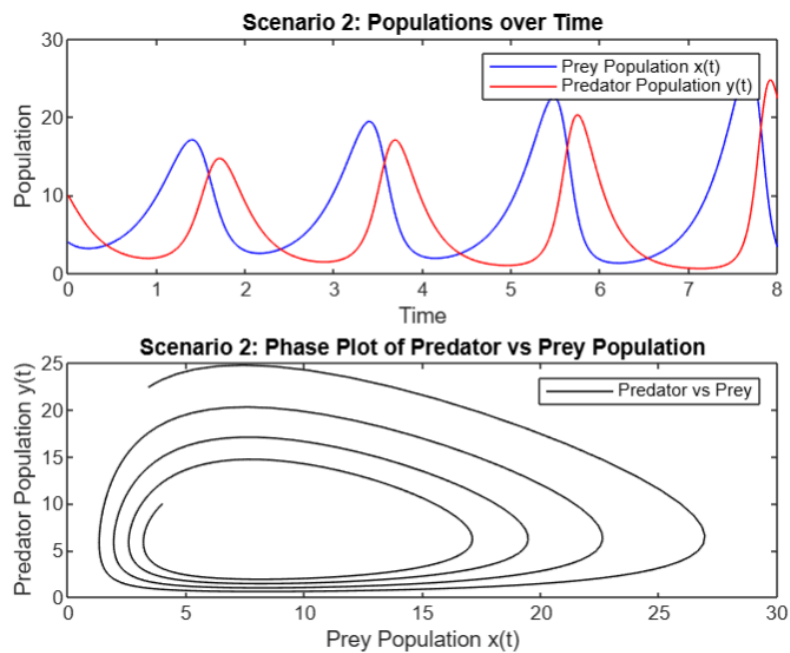 Scenario 2: Populations over Time
30
20
10
0
Population
Prey Population x(t)
Predator Population y(t)
0 1 2 3 4 5 6 7 8
Time
Scenario 2: Phase Plot of Predator vs Prey Population
25
20
15
10
5
0
Predator Population y(t)
Predator vs Prey
0 5 10 15 20 25 30
Prey Population x(t)